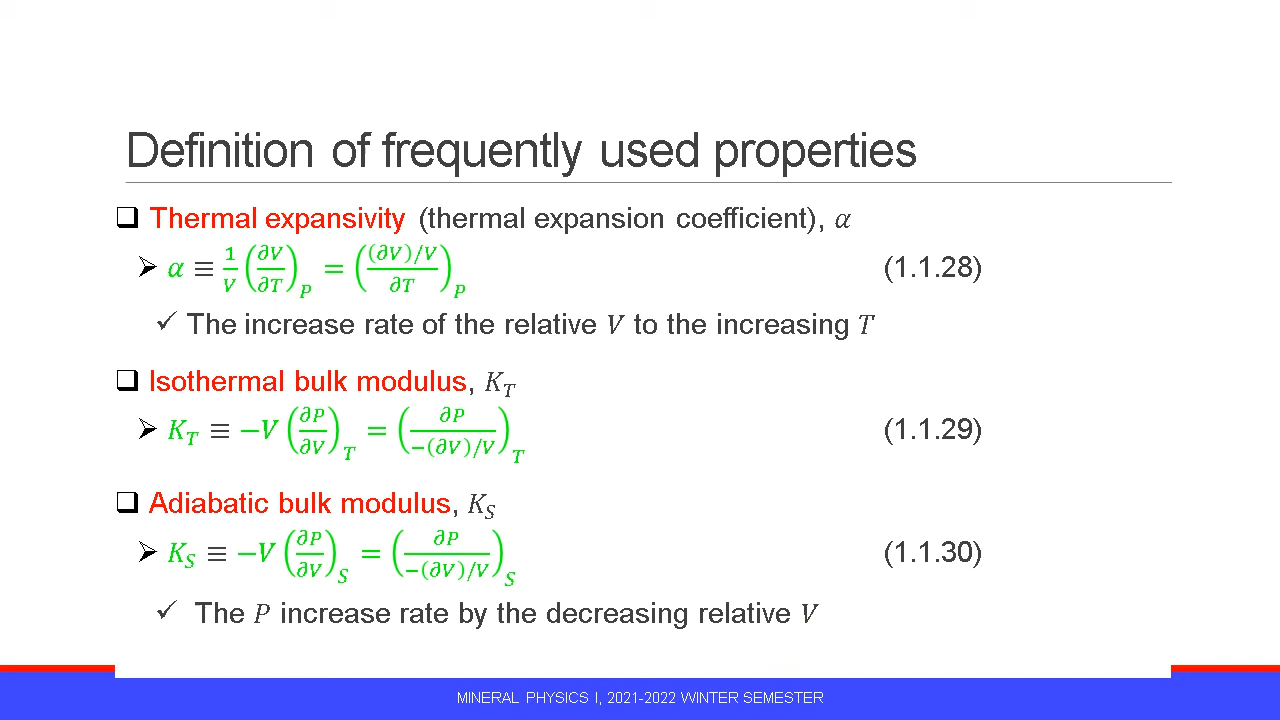 Definition of frequently used properties
❑ Thermal expansivity (thermal expansion coefficient), 𝛼
➢ 𝛼 ≡ 1/𝑉 (𝜕𝑉/𝜕𝑇)_𝑃 = ((𝜕𝑉)/𝑉 / 𝜕𝑇)_𝑃 (1.1.28)
✓ The increase rate of the relative 𝑉 to the increasing 𝑇
❑ Isothermal bulk modulus, 𝐾_𝑇
➢ 𝐾_𝑇 ≡ −𝑉 (𝜕𝑃/𝜕𝑉)_𝑇 = (𝜕𝑃 / −(𝜕𝑉)/𝑉)_𝑇 (1.1.29)
❑ Adiabatic bulk modulus, 𝐾_𝑆
➢ 𝐾_𝑆 ≡ −𝑉 (𝜕𝑃/𝜕𝑉)_𝑆 = (𝜕𝑃 / −(𝜕𝑉)/𝑉)_𝑆 (1.1.30)
✓ The 𝑃 increase rate by the decreasing relative 𝑉
MINERAL PHYSICS I, 2021-2022 WINTER SEMESTER